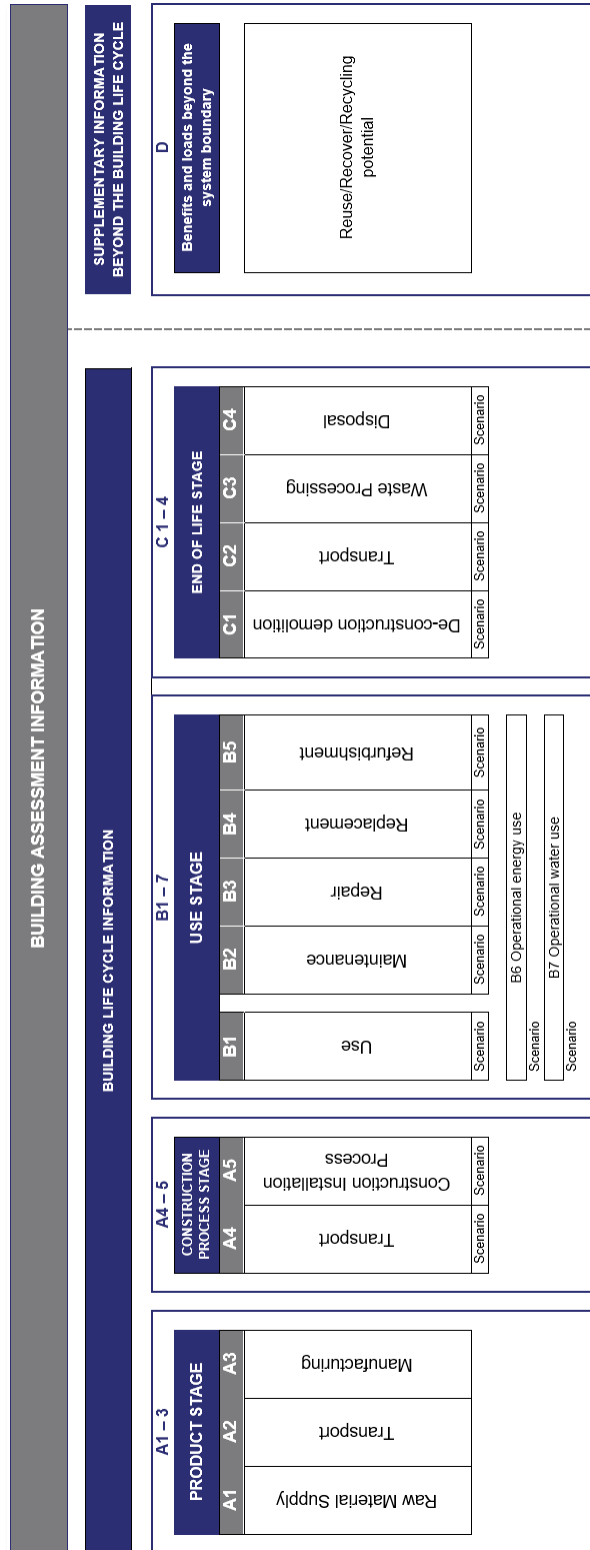 BUILDING ASSESSMENT INFORMATION
BUILDING LIFE CYCLE INFORMATION
SUPPLEMENTARY INFORMATION
BEYOND THE BUILDING LIFE CYCLE
A1 – 3
PRODUCT STAGE
A1
A2
A3
Raw Material Supply
Transport
Manufacturing
A4 – 5
CONSTRUCTION
PROCESS STAGE
A4
A5
Transport
Construction Installation
Process
Scenario
Scenario
B1 – 7
USE STAGE
B1
B2
B3
B4
B5
Use
Maintenance
Repair
Replacement
Refurbishment
Scenario
Scenario
Scenario
Scenario
Scenario
B6 Operational energy use
Scenario
B7 Operational water use
Scenario
C 1 – 4
END OF LIFE STAGE
C1
C2
C3
C4
De-construction demolition
Transport
Waste Processing
Disposal
Scenario
Scenario
Scenario
Scenario
D
Benefits and loads beyond the
system boundary
Reuse/Recover/Recycling
potential